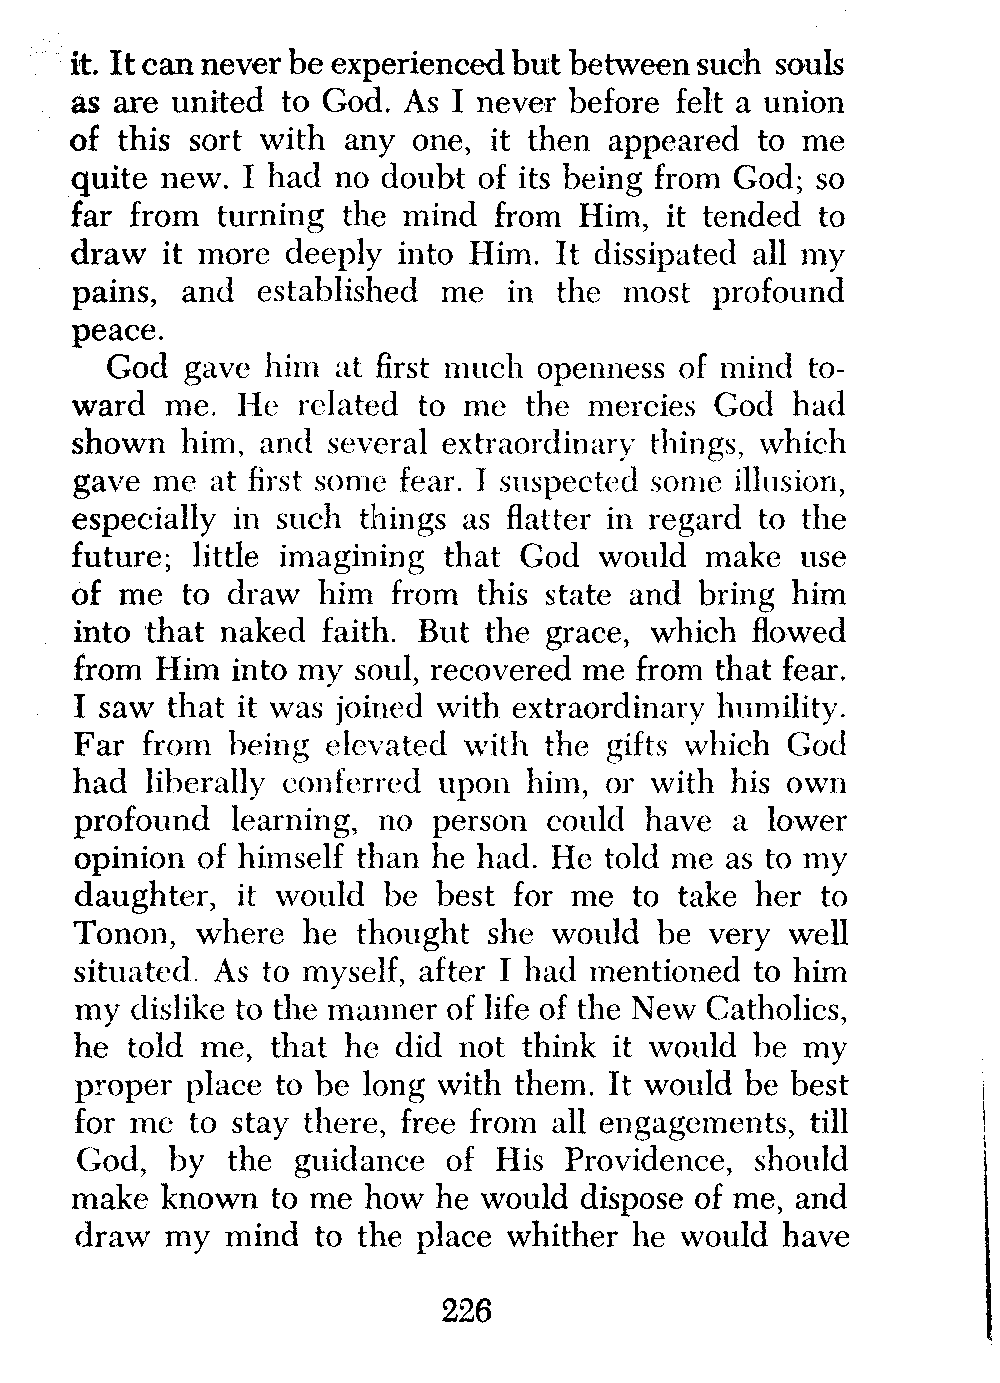 it. It can never be experienced but between such souls
as are united to God. As I never before felt a union
of this sort with any one, it then appeared to me
quite new. I had no doubt of its being from God; so
far from turning the mind from Him, it tended to
draw it more deeply into Him. It dissipated all my
pains, and established me in the most profound
peace.
God gave him at first much openness of mind to-
ward me. He related to me the mercies God had
shown him, and several extraordinary things, which
gave me at first some fear. I suspected some illusion,
especially in such things as flatter in regard to the
future; little imagining that God would make use
of me to draw him from this state and bring him
into that naked faith. But the grace, which flowed
from Him into my soul, recovered me from that fear.
I saw that it was joined with extraordinary humility.
Far from being elevated with the gifts which God
had liberally conferred upon him, or with his own
profound learning, no person could have a lower
opinion of himself than he had. He told me as to my
daughter, it would be best for me to take her to
Tonon, where he thought she would be very well
situated. As to myself, after I had mentioned to him
my dislike to the manner of life of the New Catholics,
he told me, that he did not think it would be my
proper place to be long with them. It would be best
for me to stay there, free from all engagements, till
God, by the guidance of His Providence, should
make known to me how he would dispose of me, and
draw my mind to the place whither he would have
226